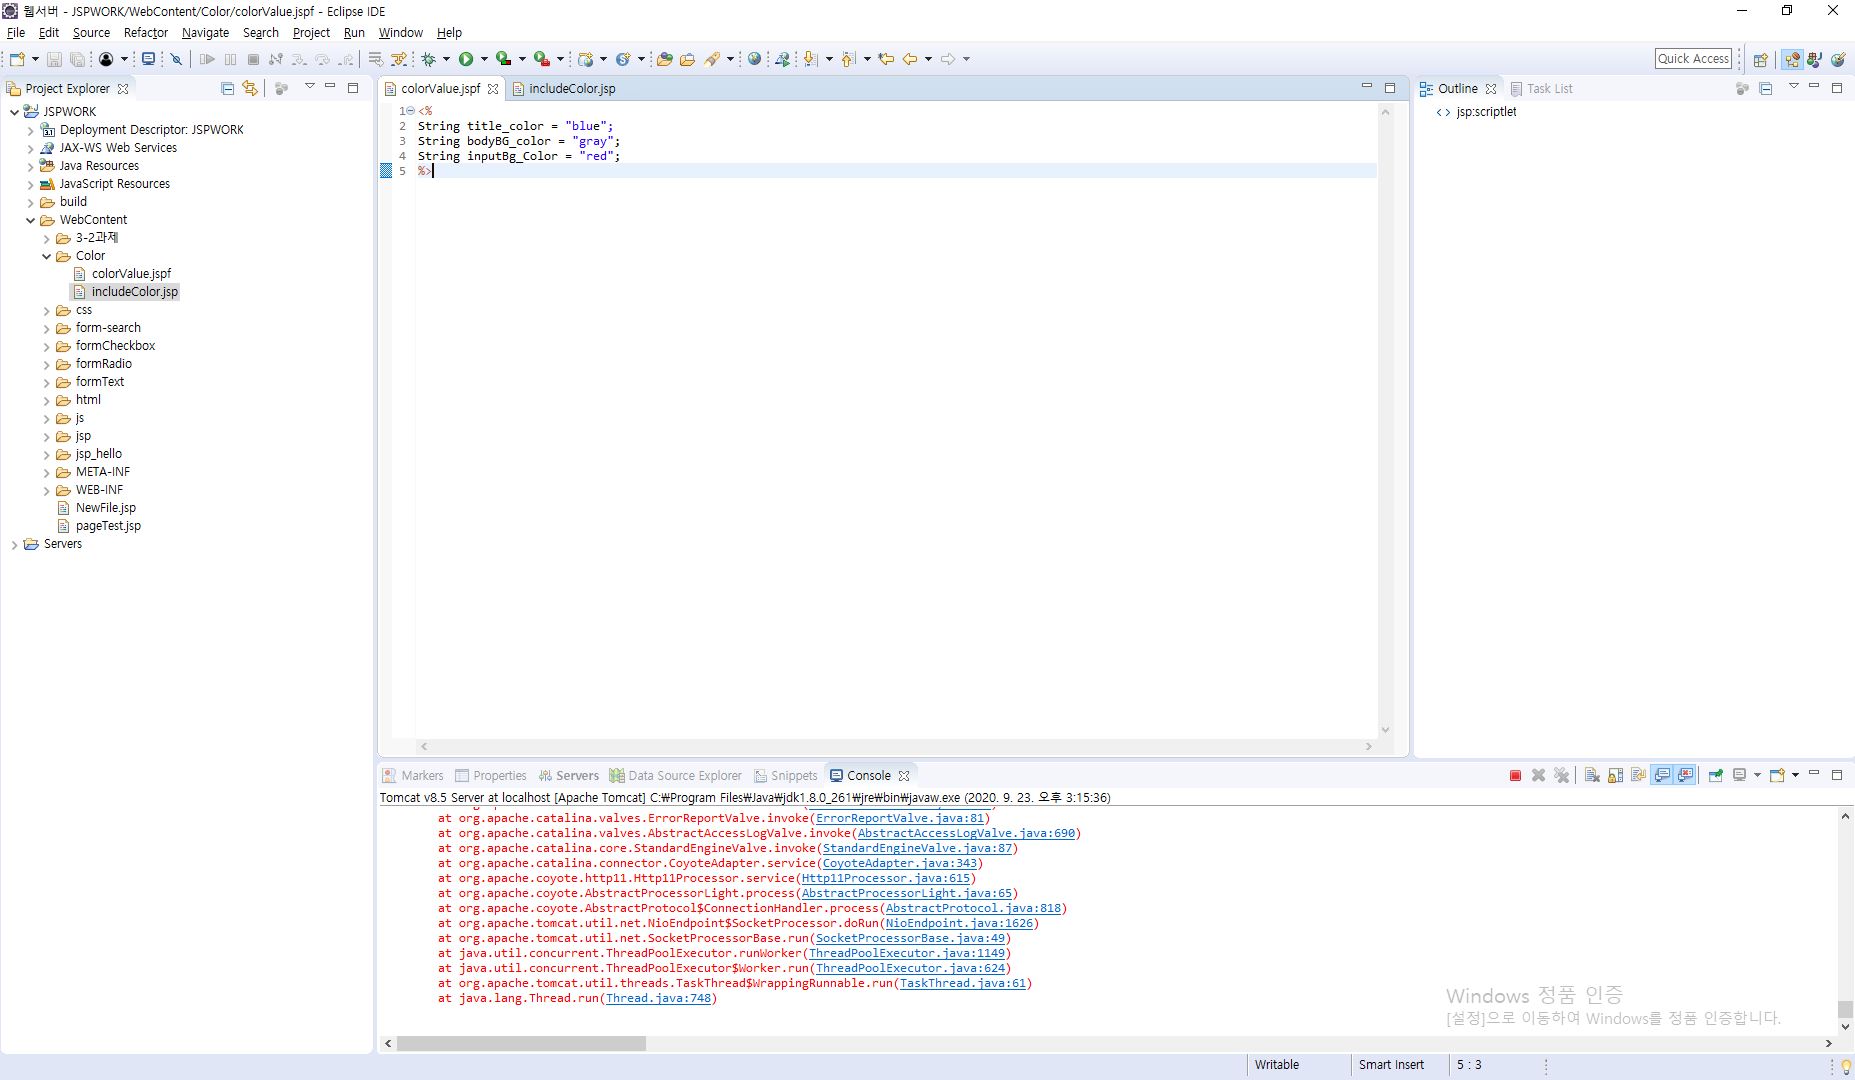 웹서버 - JSPWORK/WebContent/Color/colorValue.jspf - Eclipse IDE
File Edit Source Refactor Navigate Search Project Run Window Help
Quick Access
Project Explorer
JSPWORK
Deployment Descriptor: JSPWORK
JAX-WS Web Services
Java Resources
JavaScript Resources
build
WebContent
3-2과제
Color
colorValue.jspf
includeColor.jsp
css
form-search
formCheckbox
formRadio
formText
html
js
jsp
jsp_hello
META-INF
WEB-INF
NewFile.jsp
pageTest.jsp
Servers
colorValue.jspf includeColor.jsp
1 <%
2 String title_color = "blue";
3 String bodyBG_color = "gray";
4 String inputBg_Color = "red";
5 %>
Outline Task List
jsp:scriptlet
Markers Properties Servers Data Source Explorer Snippets Console
Tomcat v8.5 Server at localhost [Apache Tomcat] C:₩Program Files₩Java₩jdk1.8.0_261₩jre₩bin₩javaw.exe (2020. 9. 23. 오후 3:15:36)
at org.apache.catalina.valves.ErrorReportValve.invoke(ErrorReportValve.java:81)
at org.apache.catalina.valves.AbstractAccessLogValve.invoke(AbstractAccessLogValve.java:690)
at org.apache.catalina.core.StandardEngineValve.invoke(StandardEngineValve.java:87)
at org.apache.catalina.connector.CoyoteAdapter.service(CoyoteAdapter.java:343)
at org.apache.coyote.http11.Http11Processor.service(Http11Processor.java:615)
at org.apache.coyote.AbstractProcessorLight.process(AbstractProcessorLight.java:65)
at org.apache.coyote.AbstractProtocol$ConnectionHandler.process(AbstractProtocol.java:818)
at org.apache.tomcat.util.net.NioEndpoint$SocketProcessor.doRun(NioEndpoint.java:1626)
at org.apache.tomcat.util.net.SocketProcessorBase.run(SocketProcessorBase.java:49)
at java.util.concurrent.ThreadPoolExecutor.runWorker(ThreadPoolExecutor.java:1149)
at java.util.concurrent.ThreadPoolExecutor$Worker.run(ThreadPoolExecutor.java:624)
at org.apache.tomcat.util.threads.TaskThread$WrappingRunnable.run(TaskThread.java:61)
at java.lang.Thread.run(Thread.java:748)
Windows 정품 인증
[설정]으로 이동하여 Windows를 정품 인증합니다.
Writable Smart Insert 5 : 3